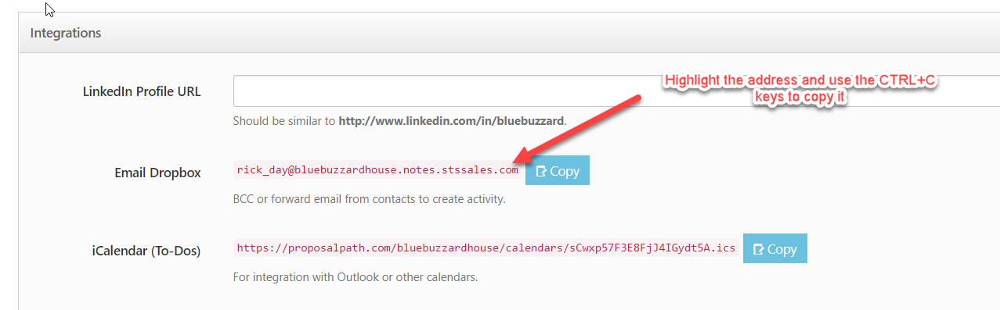 Integrations
Highlight the address and use the CTRL+C
keys to copy it
LinkedIn Profile URL
Should be similar to http://www.linkedin.com/in/bluebuzzard.
Email Dropbox rick_day@bluebuzzardhouse.notes.stssales.com Copy
BCC or forward email from contacts to create activity.
iCalendar (To-Dos) https://proposalpath.com/bluebuzzardhouse/calendars/sCwxp57F3E8FjJ4IGydt5A.ics Copy
For integration with Outlook or other calendars.